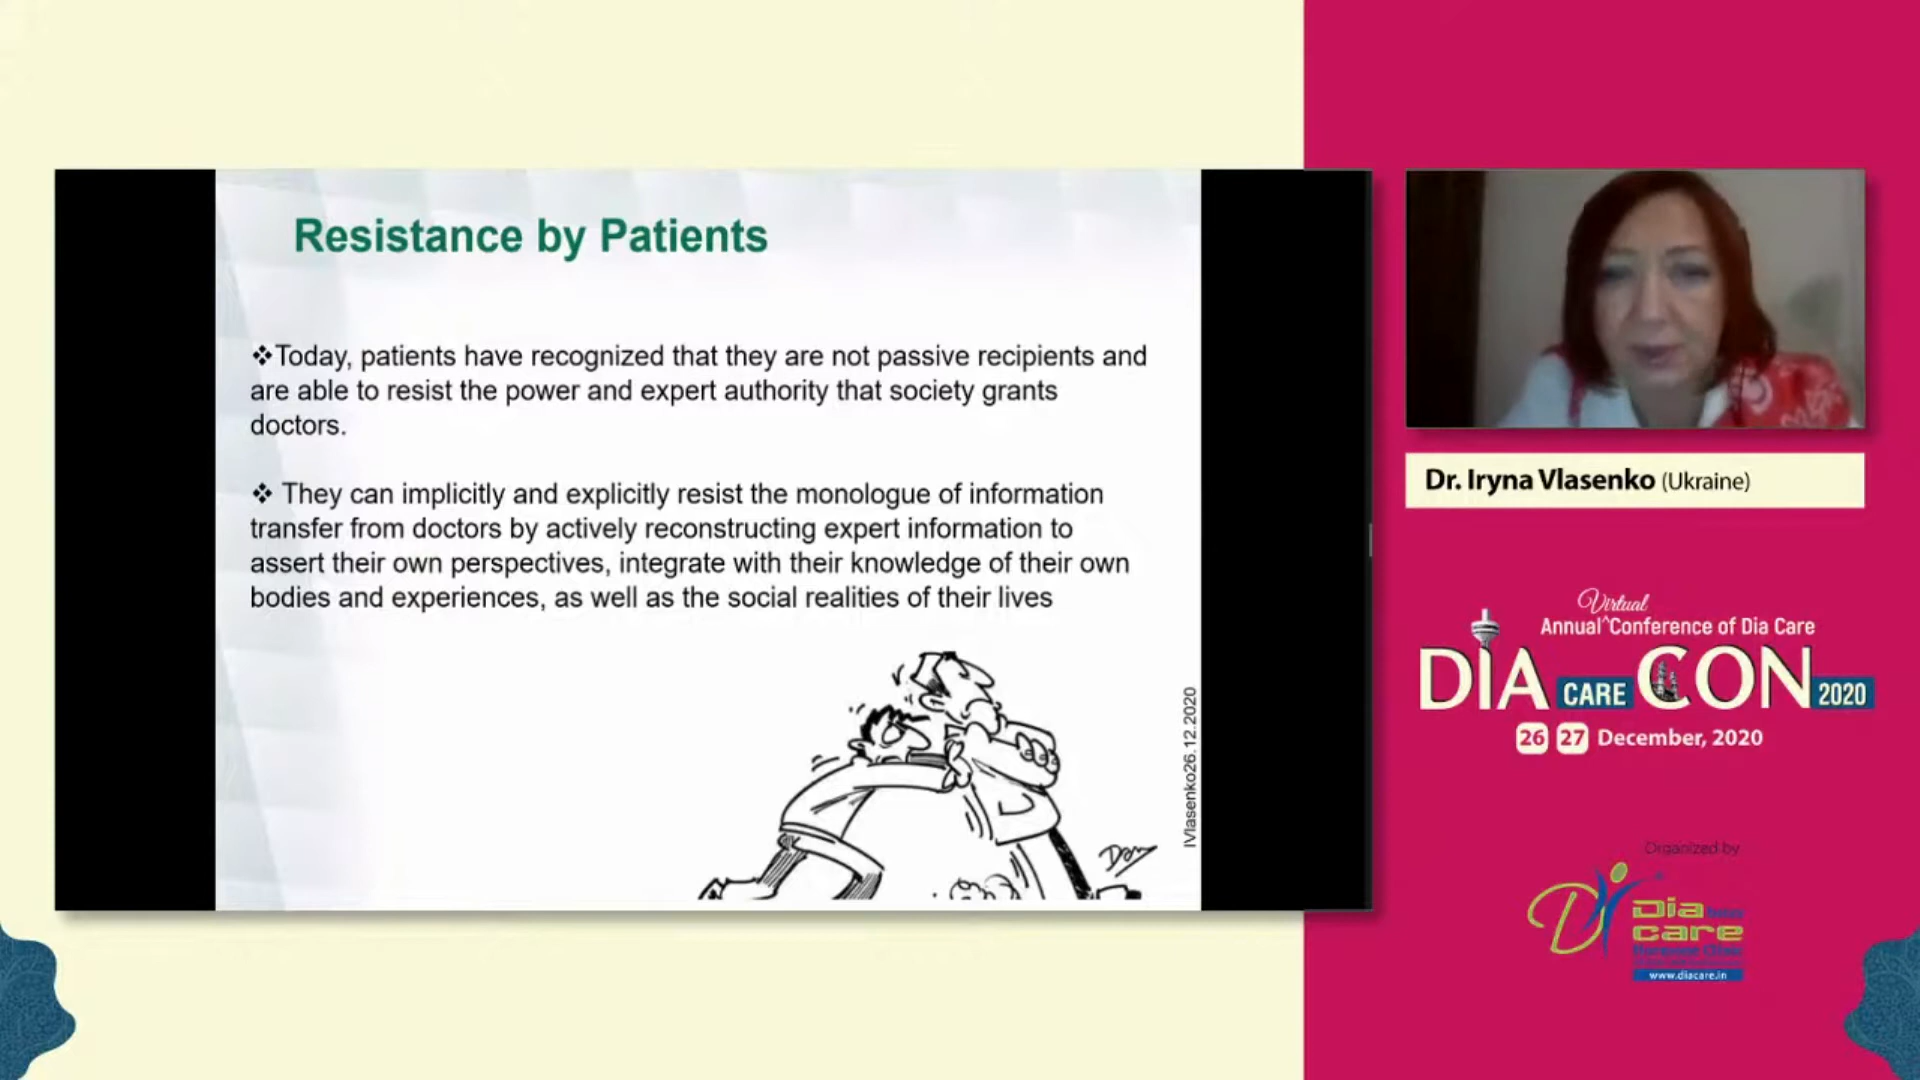 Resistance by Patients
❖Today, patients have recognized that they are not passive recipients and
are able to resist the power and expert authority that society grants
doctors.
❖ They can implicitly and explicitly resist the monologue of information
transfer from doctors by actively reconstructing expert information to
assert their own perspectives, integrate with their knowledge of their own
bodies and experiences, as well as the social realities of their lives
IVlasenko26.12.2020
Dr. Iryna Vlasenko (Ukraine)
Virtual
Annual^Conference of Dia Care
DIA CARE CON 2020
26 27 December, 2020
Organized by
Dia
care
www.diacare.in